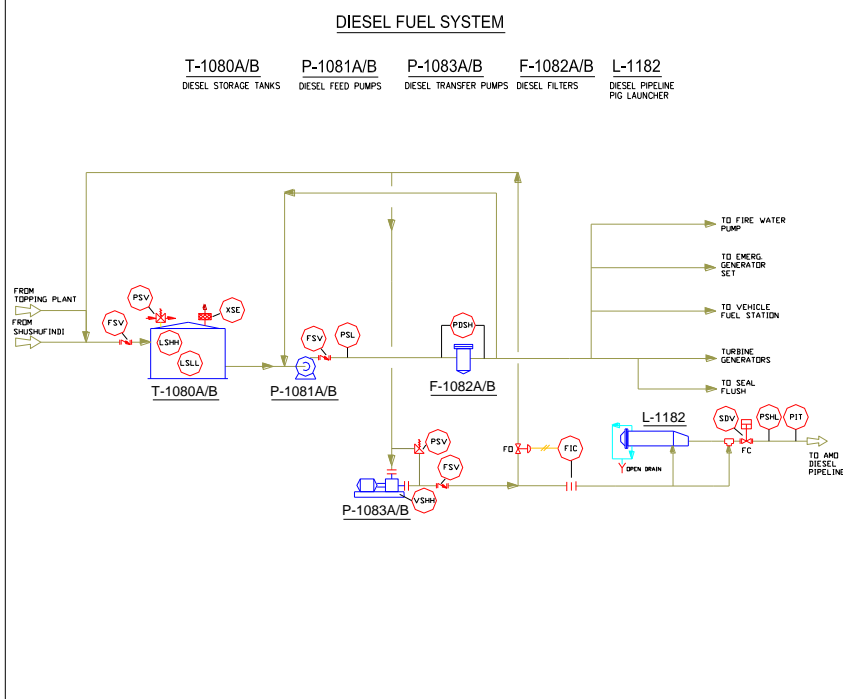 DIESEL FUEL SYSTEM
T-1080A/B
DIESEL STORAGE TANKS
P-1081A/B
DIESEL FEED PUMPS
P-1083A/B
DIESEL TRANSFER PUMPS
F-1082A/B
DIESEL FILTERS
L-1182
DIESEL PIPELINE
PIG LAUNCHER
TO FIRE WATER
PUMP
TO EMERG.
GENERATOR
SET
TO VEHICLE
FUEL STATION
TURBINE
GENERATORS
TO SEAL
FLUSH
FROM
TOPPING PLANT
FROM
SHUSHUFINDI
FSV
PSV
XSE
LSHH
LSLL
T-1080A/B
FSV
PSL
P-1081A/B
PDSH
F-1082A/B
PSV
FSV
VSHH
P-1083A/B
FO
FIC
L-1182
OPEN DRAIN
SDV
FC
PSHL
PIT
TO AMO
DIESEL
PIPELINE